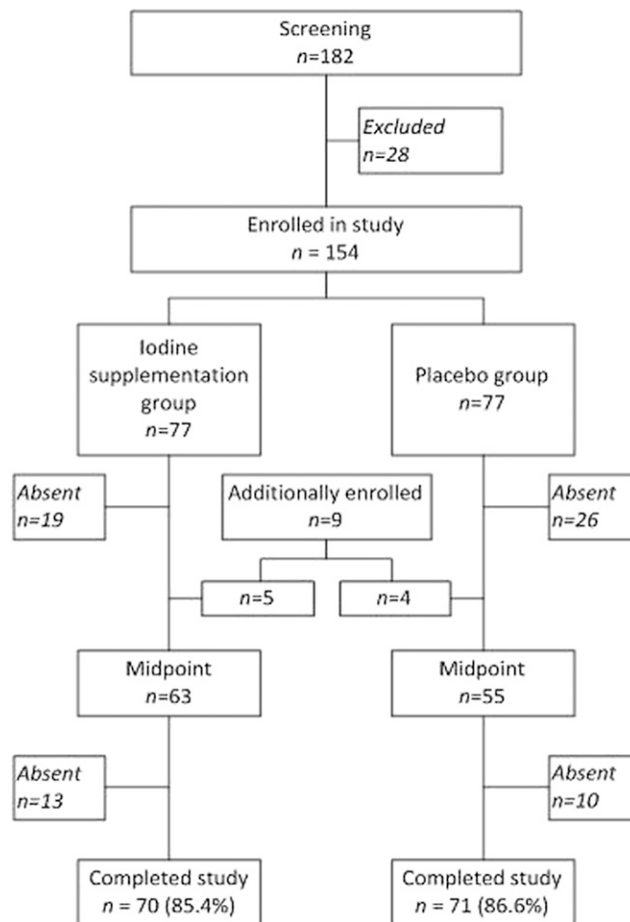 Screening
n=182
Excluded
n=28
Enrolled in study
n = 154
Iodine
supplementation
group
n=77
Placebo group
n=77
Absent
n=19
Additionally enrolled
n=9
Absent
n=26
n=5
n=4
Midpoint
n=63
Midpoint
n=55
Absent
n=13
Absent
n=10
Completed study
n = 70 (85.4%)
Completed study
n = 71 (86.6%)